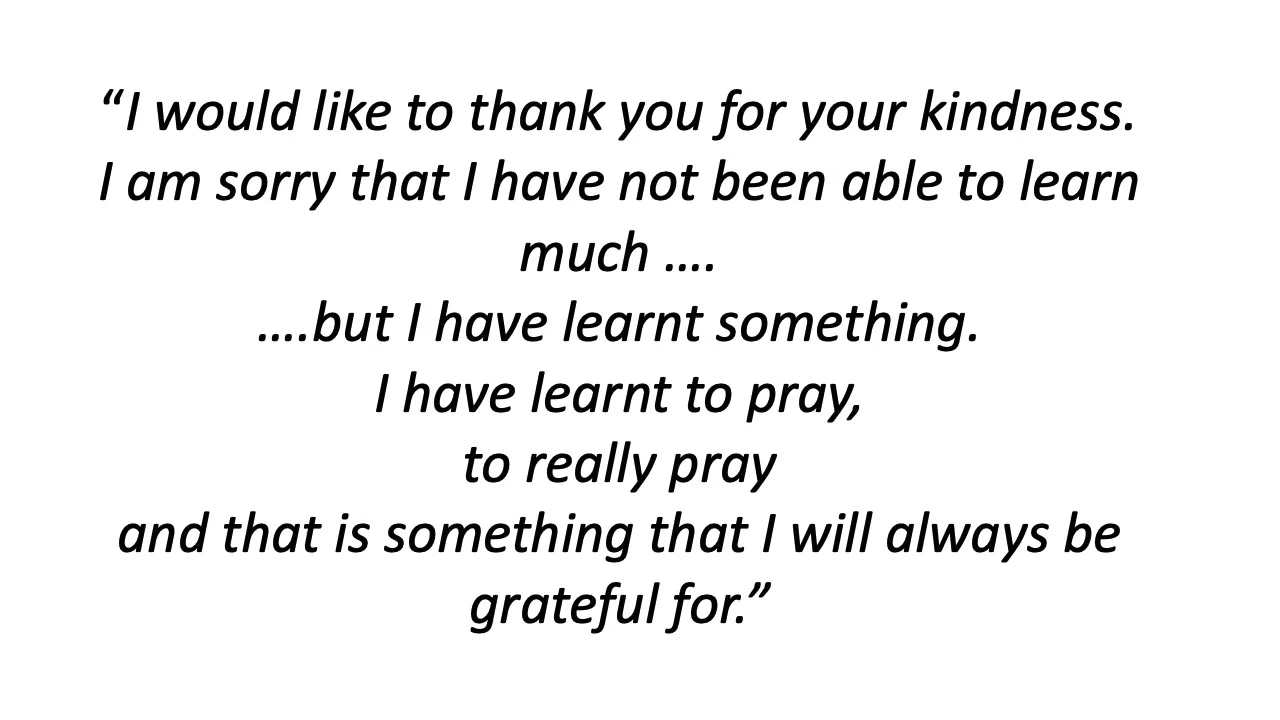 “I would like to thank you for your kindness.
I am sorry that I have not been able to learn
much ….
….but I have learnt something.
I have learnt to pray,
to really pray
and that is something that I will always be
grateful for.”